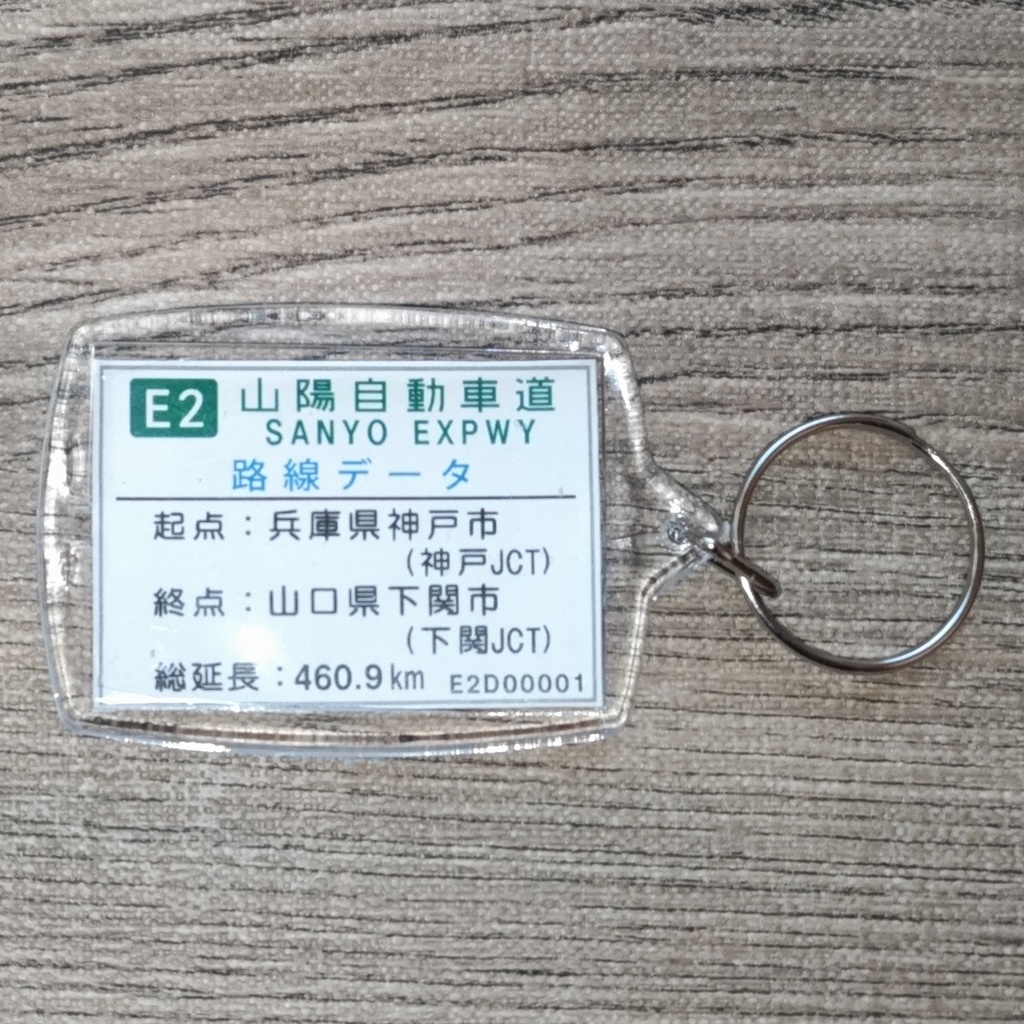 E2 山陽自動車道
SANYO EXPWY
路線データ
起点：兵庫県神戸市
(神戸JCT)
終点：山口県下関市
(下関JCT)
総延長：460.9km E2D00001